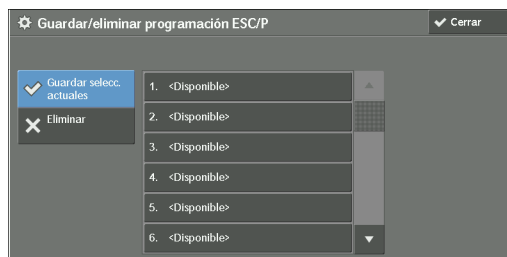 Guardar/eliminar programación ESC/P
Cerrar
Guardar selecc.
actuales
Eliminar
1. <Disponible>
2. <Disponible>
3. <Disponible>
4. <Disponible>
5. <Disponible>
6. <Disponible>